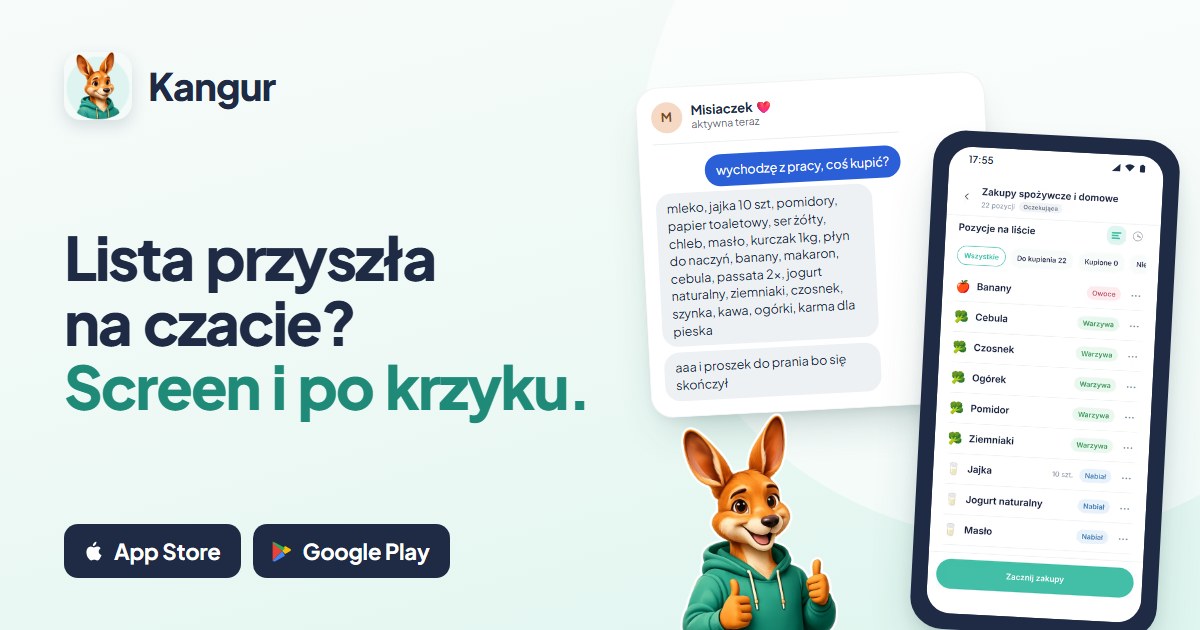 Kangur
Lista przyszła
na czacie?
Screen i po krzyku.
App Store
Google Play
M
Misiaczek ❤️
aktywna teraz
wychodzę z pracy, coś kupić?
mleko, jajka 10 szt, pomidory,
papier toaletowy, ser żółty,
chleb, masło, kurczak 1kg, płyn
do naczyń, banany, makaron,
cebula, passata 2×, jogurt
naturalny, ziemniaki, czosnek,
szynka, kawa, ogórki, karma dla
pieska
aaa i proszek do prania bo się
skończył
17:55
Zakupy spożywcze i domowe
22 pozycji Oczekująca
Pozycje na liście
Wszystkie Do kupienia 22 Kupione 0 Nie
Banany Owoce
Cebula Warzywa
Czosnek Warzywa
Ogórek Warzywa
Pomidor Warzywa
Ziemniaki Warzywa
Jajka 10 szt. Nabiał
Jogurt naturalny Nabiał
Masło Nabiał
Zacznij zakupy